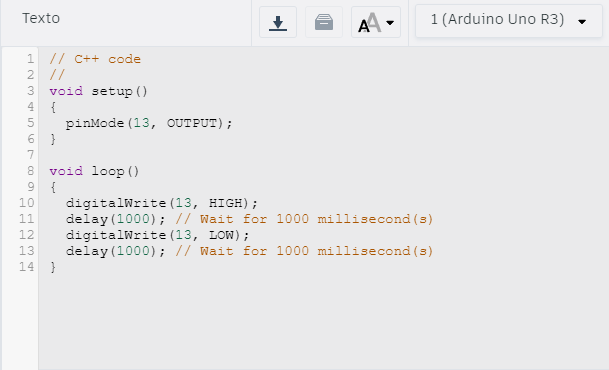 Texto
AA
1 (Arduino Uno R3)
1 // C++ code
2 //
3 void setup()
4 {
5   pinMode(13, OUTPUT);
6 }
7
8 void loop()
9 {
10   digitalWrite(13, HIGH);
11   delay(1000); // Wait for 1000 millisecond(s)
12   digitalWrite(13, LOW);
13   delay(1000); // Wait for 1000 millisecond(s)
14 }